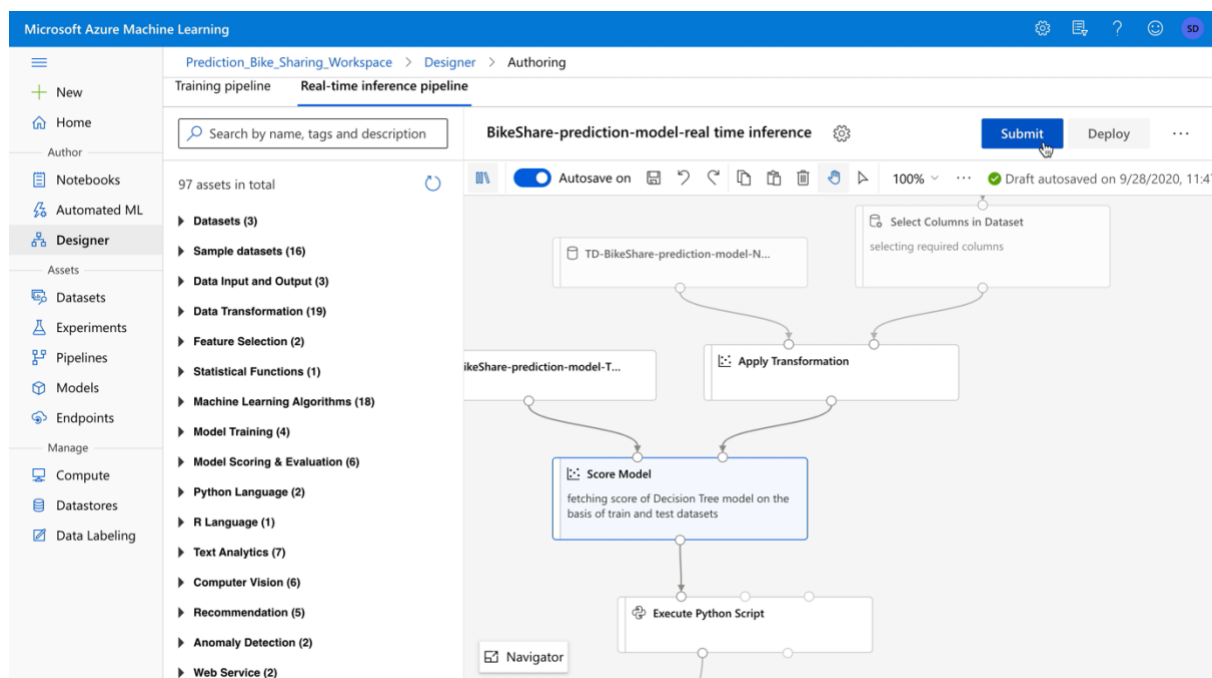 Microsoft Azure Machine Learning
SD
Prediction_Bike_Sharing_Workspace > Designer > Authoring
Training pipeline
Real-time inference pipeline
New
Home
Author
Notebooks
Automated ML
Designer
Assets
Datasets
Experiments
Pipelines
Models
Endpoints
Manage
Compute
Datastores
Data Labeling
Search by name, tags and description
97 assets in total
Datasets (3)
Sample datasets (16)
Data Input and Output (3)
Data Transformation (19)
Feature Selection (2)
Statistical Functions (1)
Machine Learning Algorithms (18)
Model Training (4)
Model Scoring & Evaluation (6)
Python Language (2)
R Language (1)
Text Analytics (7)
Computer Vision (6)
Recommendation (5)
Anomaly Detection (2)
Web Service (2)
BikeShare-prediction-model-real time inference
Submit
Deploy
Autosave on
100%
Draft autosaved on 9/28/2020, 11:4
Select Columns in Dataset
selecting required columns
TD-BikeShare-prediction-model-N...
ikeShare-prediction-model-T...
Apply Transformation
Score Model
fetching score of Decision Tree model on the
basis of train and test datasets
Execute Python Script
Navigator